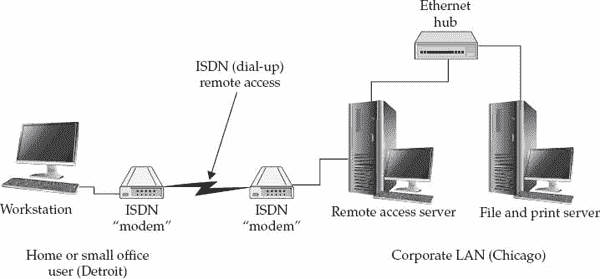 Ethernet
hub
ISDN (dial-up)
remote access
Workstation
ISDN
"modem"
ISDN
"modem"
Remote access server
File and print server
Home or small office
user (Detroit)
Corporate LAN (Chicago)